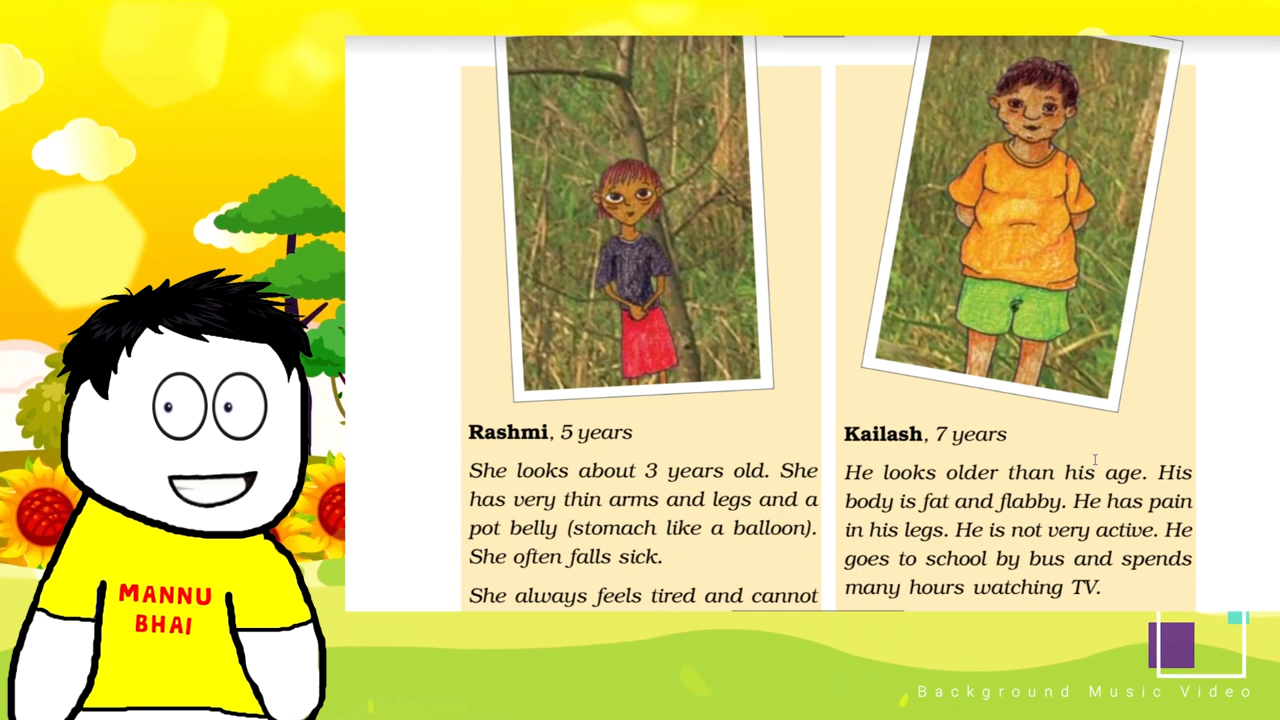 Rashmi, 5 years
She looks about 3 years old. She
has very thin arms and legs and a
pot belly (stomach like a balloon).
She often falls sick.
She always feels tired and cannot
Kailash, 7 years
He looks older than his age. His
body is fat and flabby. He has pain
in his legs. He is not very active. He
goes to school by bus and spends
many hours watching TV.
MANNU
BHAI
Background Music Video